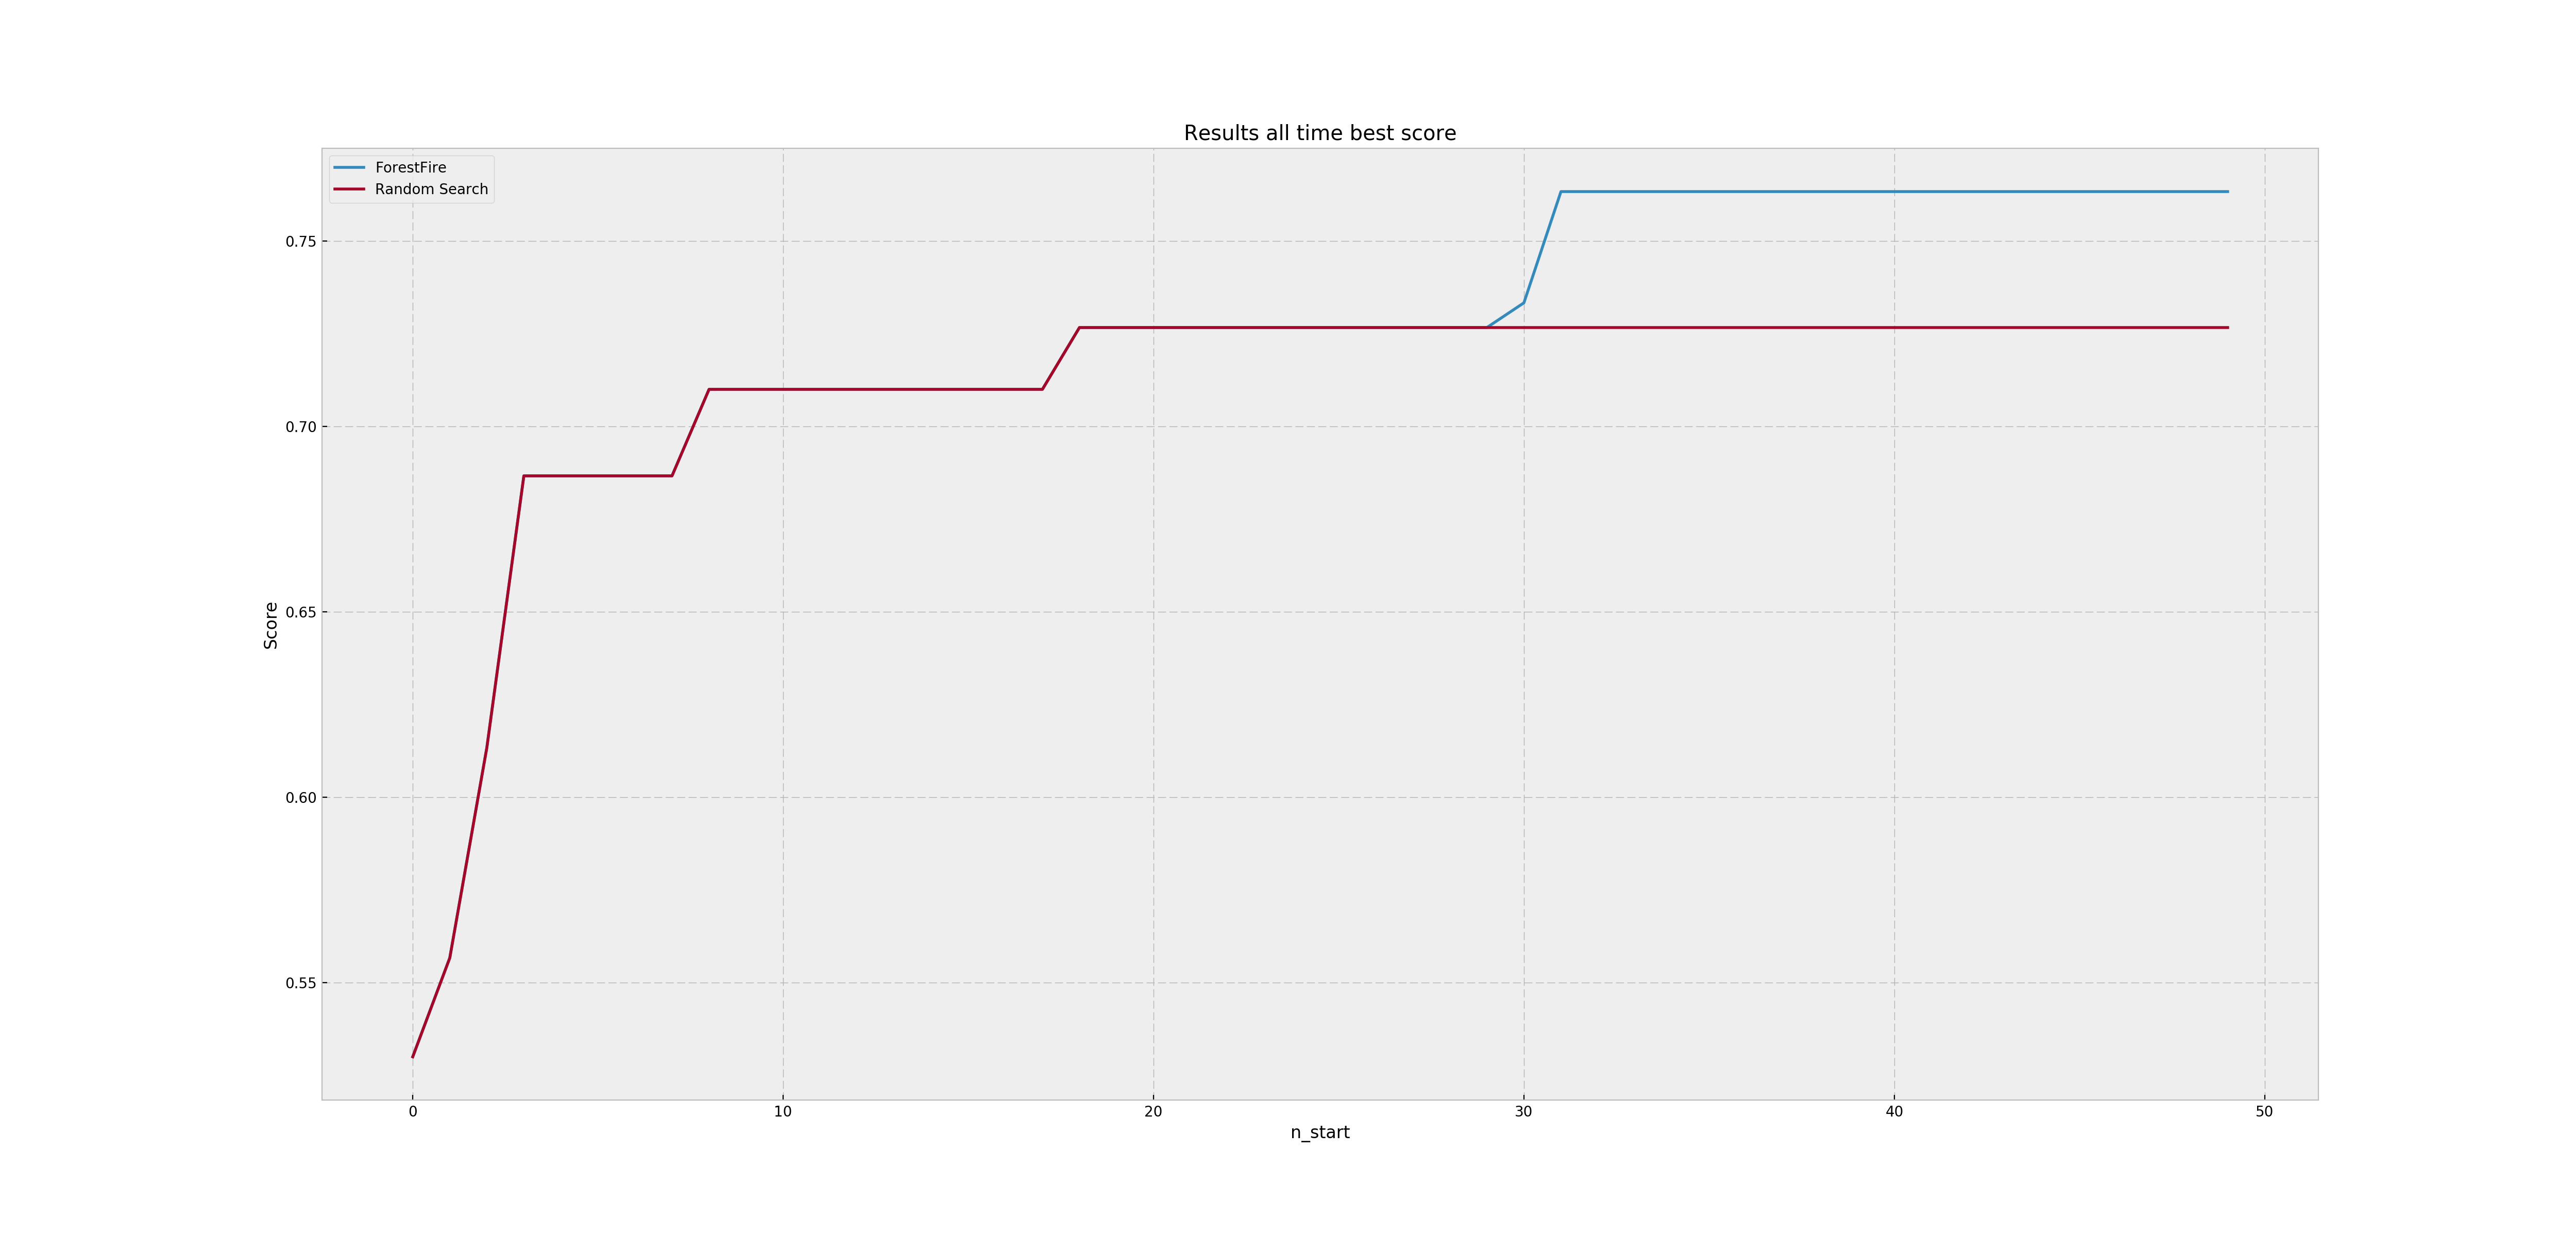 Results all time best score
ForestFire
Random Search
0.75
0.70
0.65
0.60
0.55
Score
0 10 20 30 40 50
n_start